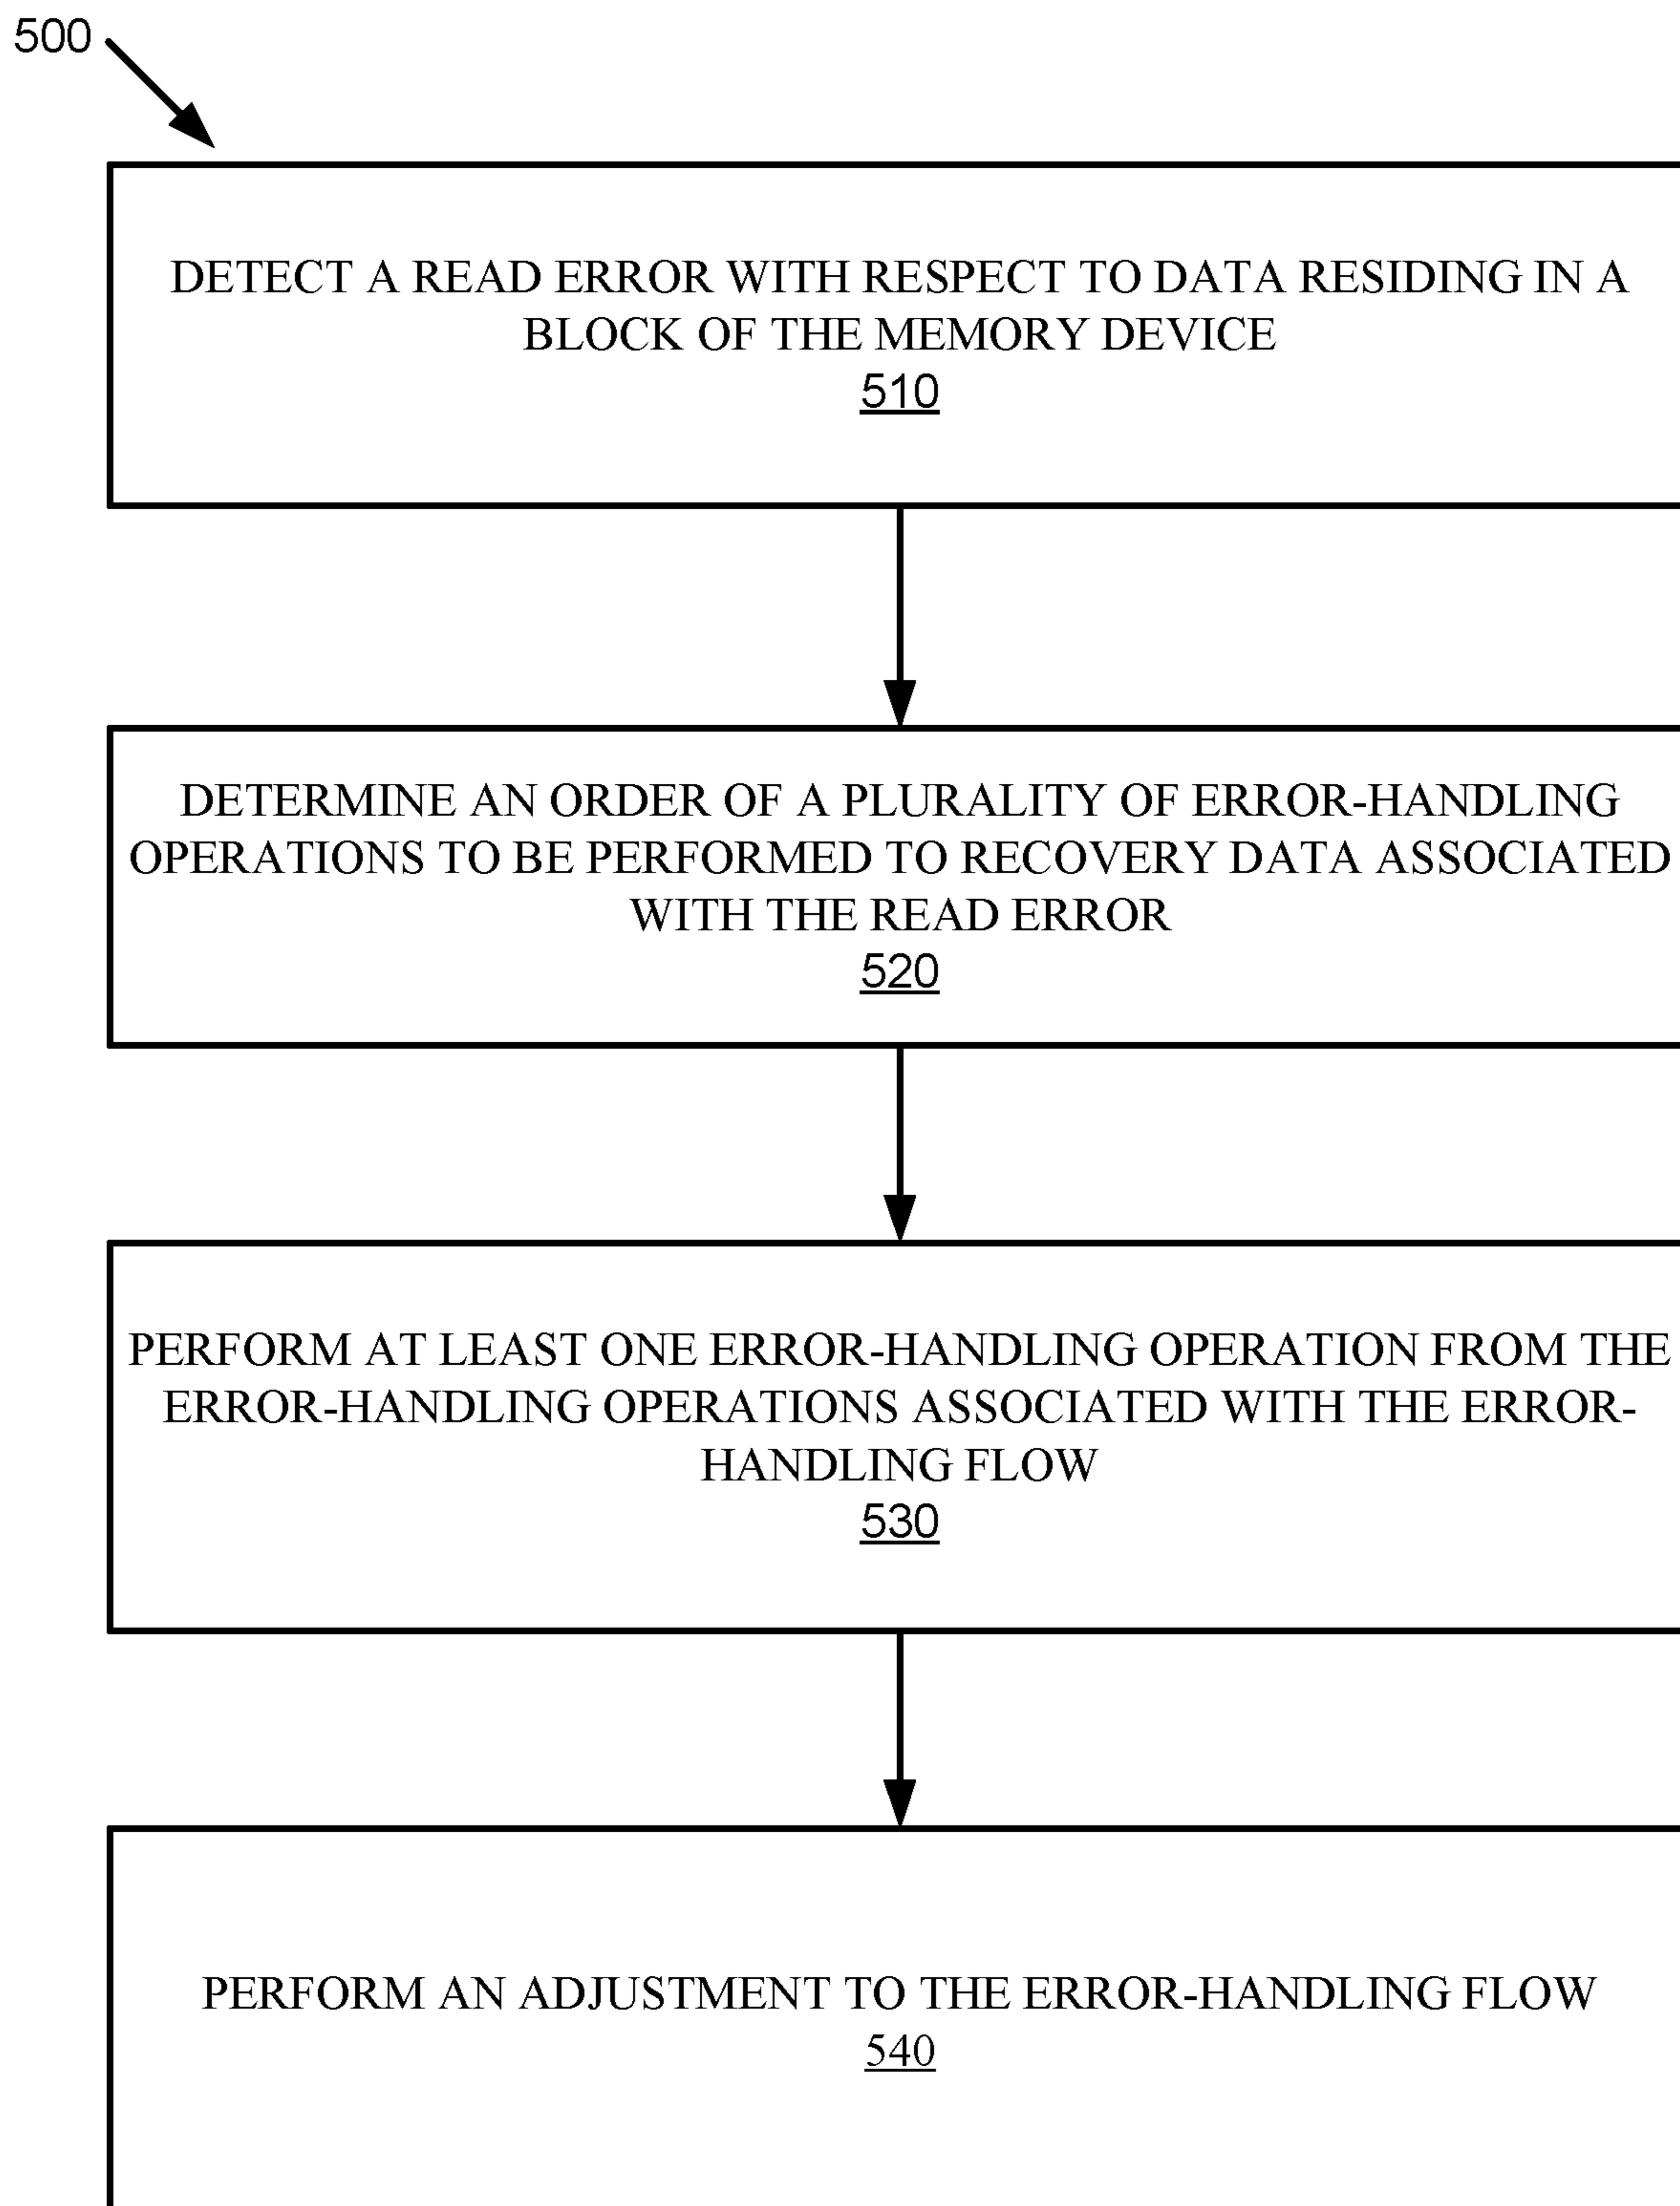 500
DETECT A READ ERROR WITH RESPECT TO DATA RESIDING IN A
BLOCK OF THE MEMORY DEVICE
510
DETERMINE AN ORDER OF A PLURALITY OF ERROR-HANDLING
OPERATIONS TO BE PERFORMED TO RECOVERY DATA ASSOCIATED
WITH THE READ ERROR
520
PERFORM AT LEAST ONE ERROR-HANDLING OPERATION FROM THE
ERROR-HANDLING OPERATIONS ASSOCIATED WITH THE ERROR-
HANDLING FLOW
530
PERFORM AN ADJUSTMENT TO THE ERROR-HANDLING FLOW
540